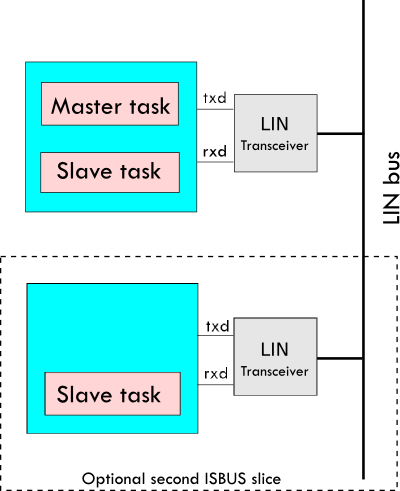 Master task
txd
LIN
Transceiver
rxd
Slave task
LIN bus
txd
LIN
Transceiver
rxd
Slave task
Optional second ISBUS slice